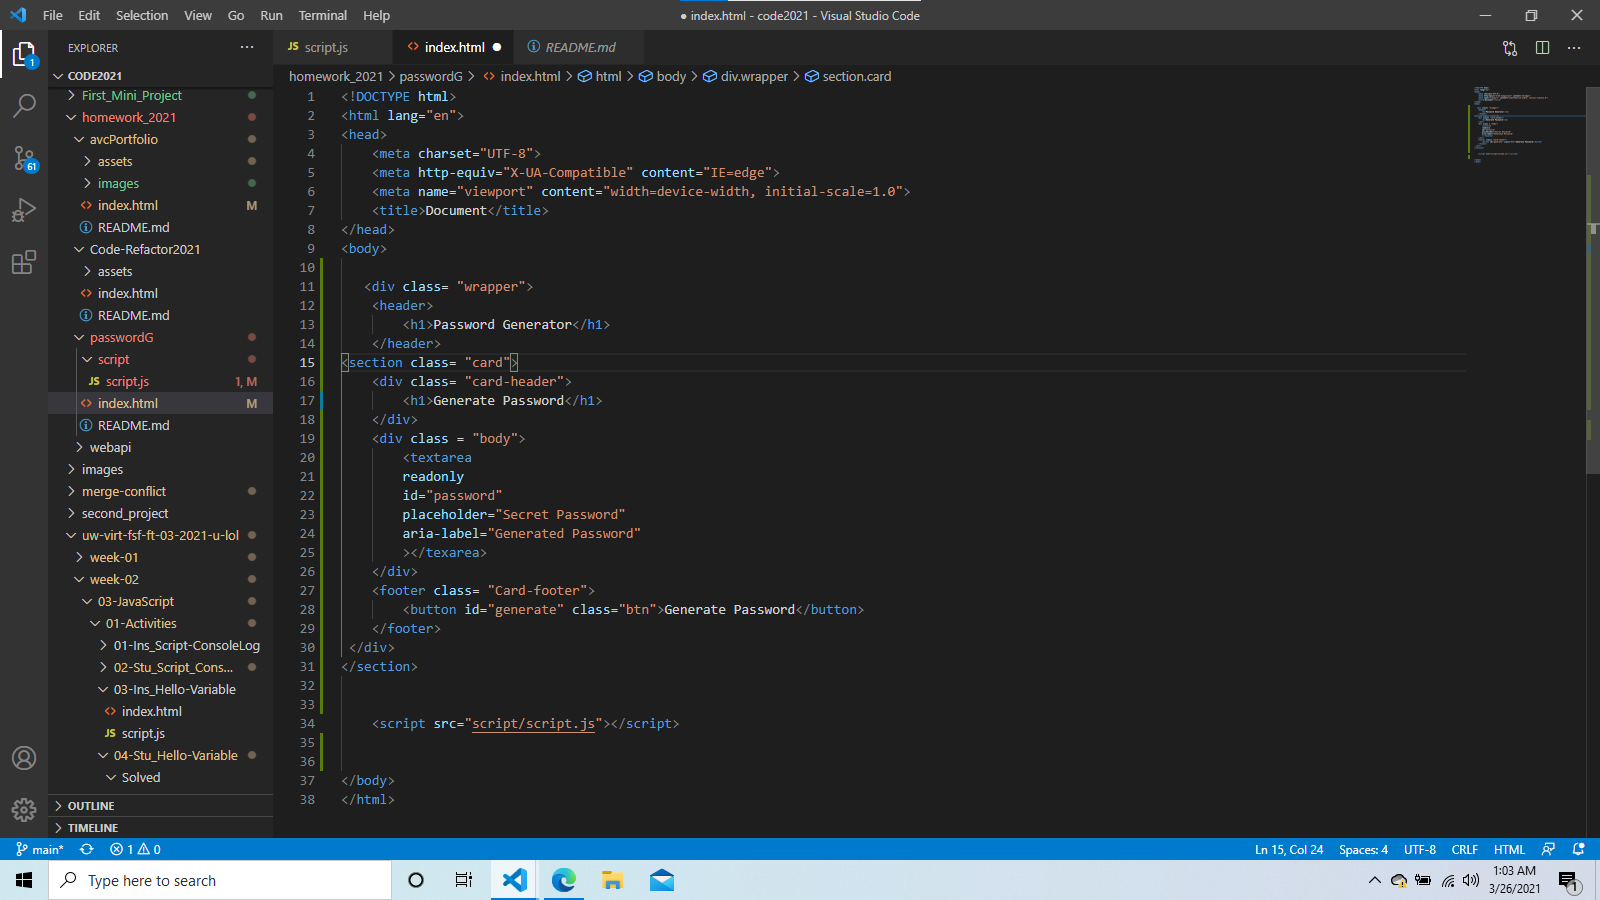 File Edit Selection View Go Run Terminal Help
● index.html - code2021 - Visual Studio Code
EXPLORER
JS script.js
<> index.html
README.md
CODE2021
homework_2021 > passwordG > <> index.html > html > body > div.wrapper > section.card
First_Mini_Project
homework_2021
avcPortfolio
assets
images
<> index.html M
README.md
Code-Refactor2021
assets
<> index.html
README.md
passwordG
script
JS script.js 1, M
<> index.html M
README.md
webapi
images
merge-conflict
second_project
uw-virt-fsf-ft-03-2021-u-lol
week-01
week-02
03-JavaScript
01-Activities
01-Ins_Script-ConsoleLog
02-Stu_Script_Cons...
03-Ins_Hello-Variable
<> index.html
JS script.js
04-Stu_Hello-Variable
Solved
OUTLINE
TIMELINE
1
61
1 <!DOCTYPE html>
2 <html lang="en">
3 <head>
4 <meta charset="UTF-8">
5 <meta http-equiv="X-UA-Compatible" content="IE=edge">
6 <meta name="viewport" content="width=device-width, initial-scale=1.0">
7 <title>Document</title>
8 </head>
9 <body>
10
11 <div class= "wrapper">
12 <header>
13 <h1>Password Generator</h1>
14 </header>
15 <section class= "card">
16 <div class= "card-header">
17 <h1>Generate Password</h1>
18 </div>
19 <div class = "body">
20 <textarea
21 readonly
22 id="password"
23 placeholder="Secret Password"
24 aria-label="Generated Password"
25 ></texarea>
26 </div>
27 <footer class= "Card-footer">
28 <button id="generate" class="btn">Generate Password</button>
29 </footer>
30 </div>
31 </section>
32
33
34 <script src="script/script.js"></script>
35
36
37 </body>
38 </html>
main* 1 0
Ln 15, Col 24 Spaces: 4 UTF-8 CRLF HTML
Type here to search
1:03 AM
3/26/2021
1